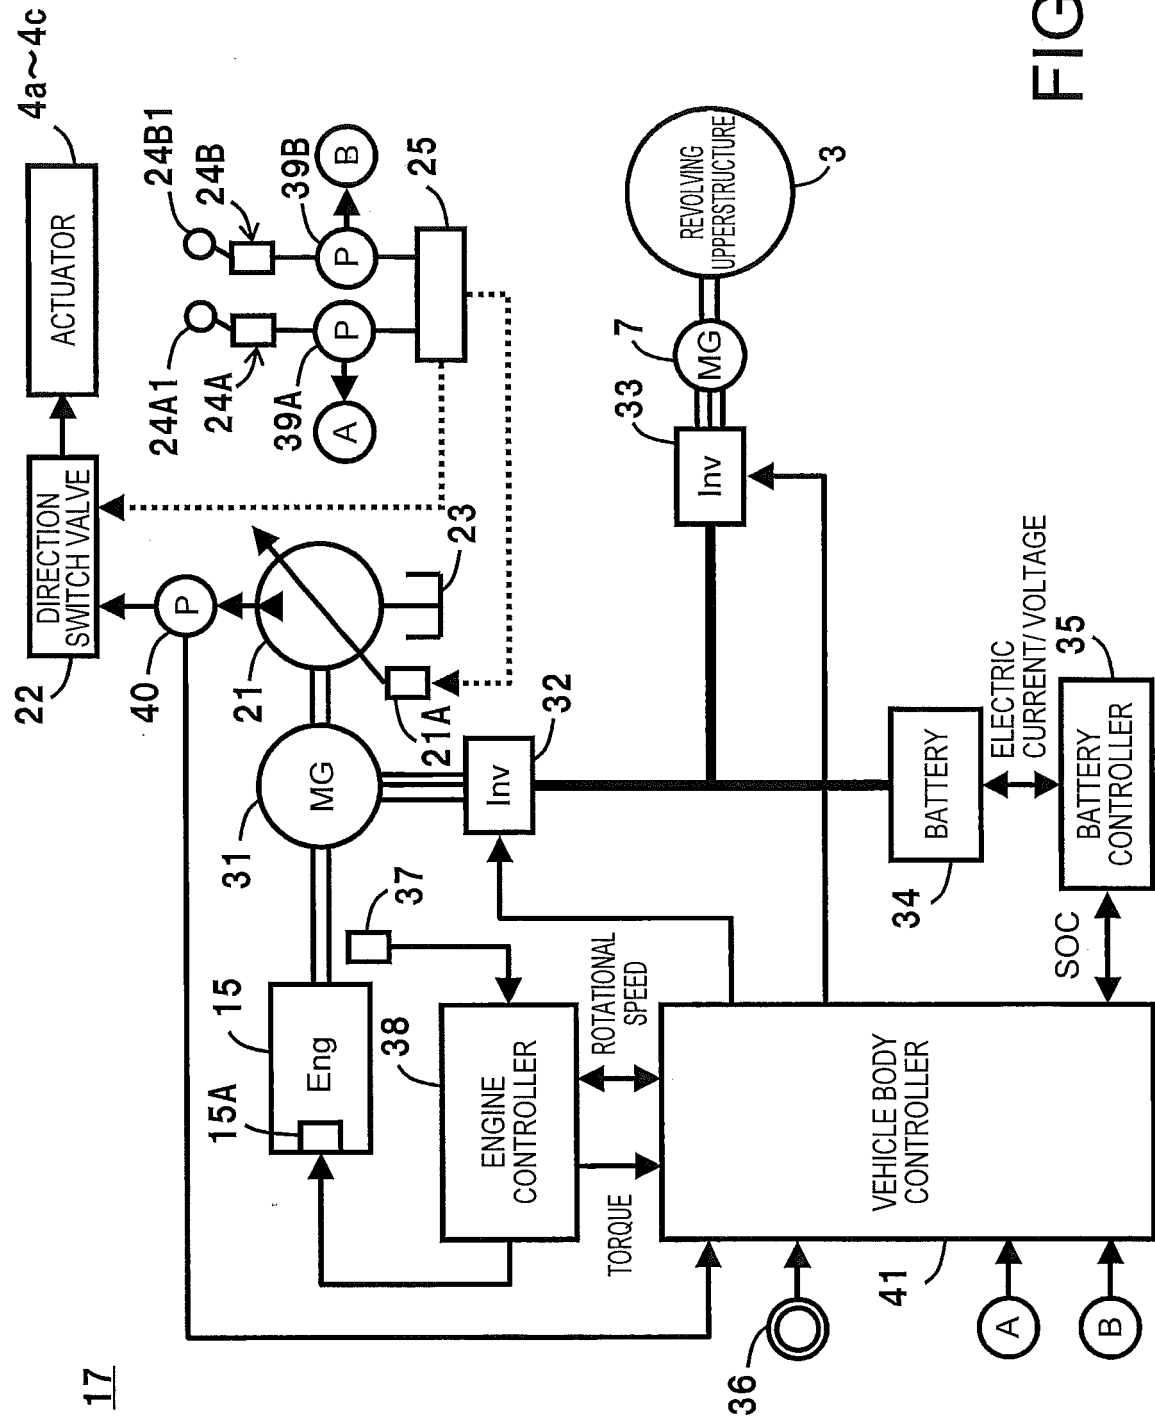 17
22
DIRECTION
SWITCH VALVE
ACTUATOR
4a~4c
40
P
24A1
24A
39A
A
P
24B1
24B
39B
B
P
25
15
15A
Eng
31
MG
21
21A
23
37
38
ENGINE
CONTROLLER
32
Inv
33
Inv
7
MG
REVOLVING
UPPERSTRUCTURE
3
TORQUE
ROTATIONAL
SPEED
36
41
VEHICLE BODY
CONTROLLER
A
B
SOC
34
BATTERY
ELECTRIC
CURRENT/VOLTAGE
35
BATTERY
CONTROLLER
FIG